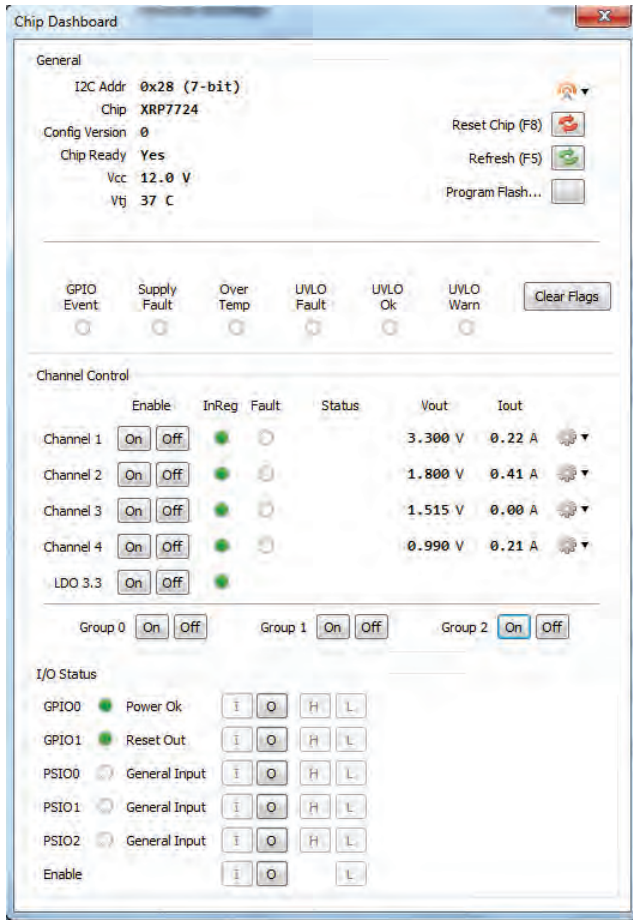 Chip Dashboard
General
I2C Addr 0x28 (7-bit)
Chip XRP7724
Reset Chip (F8)
Config Version 0
Chip Ready Yes
Refresh (F5)
Vcc 12.0 V
Program Flash...
Vtj 37 C
GPIO Event Supply Fault Over Temp UVLO Fault UVLO Ok UVLO Warn Clear Flags
Channel Control
Enable InReg Fault Status Vout Iout
Channel 1 On Off 3.300 V 0.22 A
Channel 2 On Off 1.800 V 0.41 A
Channel 3 On Off 1.515 V 0.00 A
Channel 4 On Off 0.990 V 0.21 A
LDO 3.3 On Off
Group 0 On Off Group 1 On Off Group 2 On Off
I/O Status
GPIO0 Power Ok I O H L
GPIO1 Reset Out I O H L
PSIO0 General Input I O H L
PSIO1 General Input I O H L
PSIO2 General Input I O H L
Enable I O L